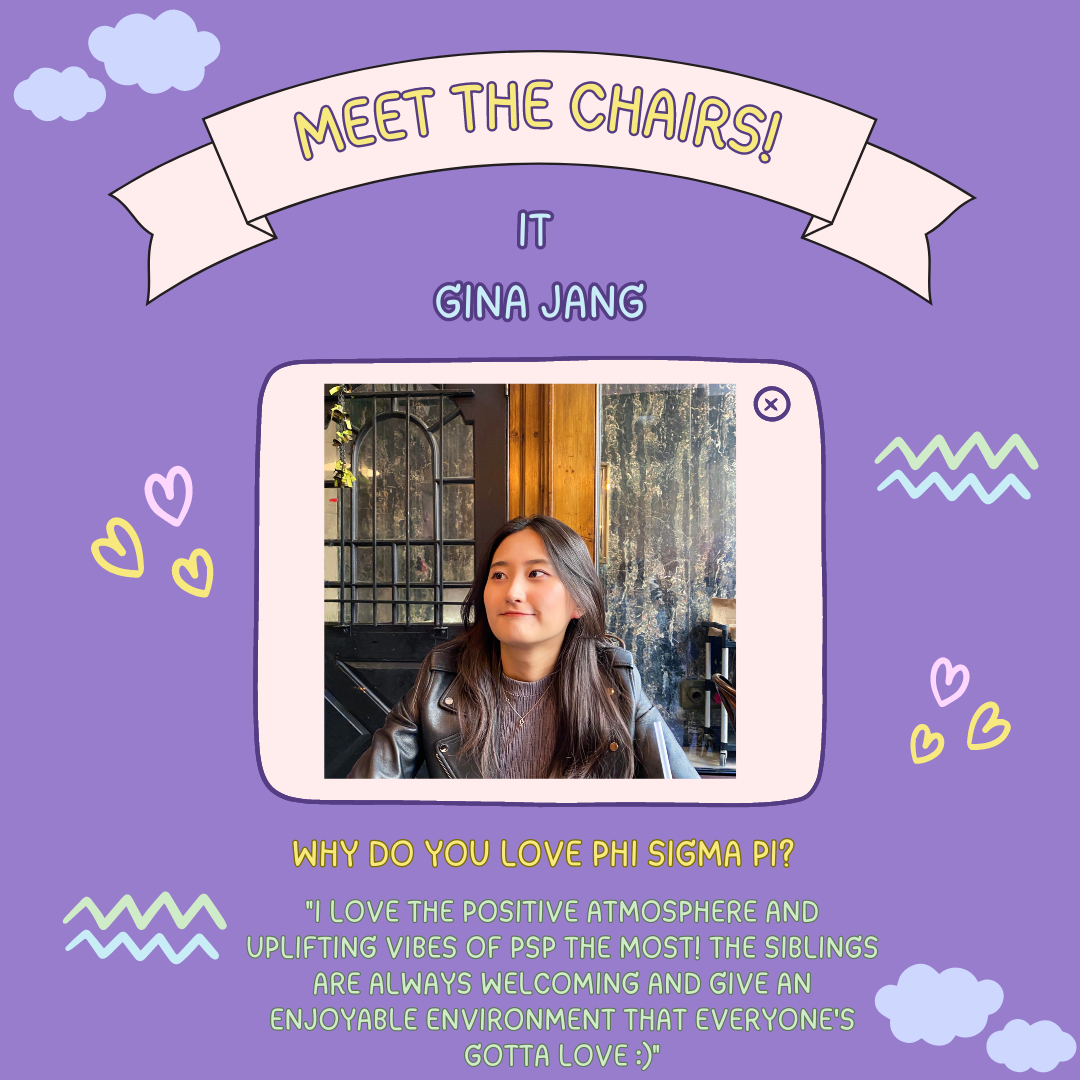 MEET THE CHAIRS!
IT
GINA JANG
WHY DO YOU LOVE PHI SIGMA PI?
"I LOVE THE POSITIVE ATMOSPHERE AND
UPLIFTING VIBES OF PSP THE MOST! THE SIBLINGS
ARE ALWAYS WELCOMING AND GIVE AN
ENJOYABLE ENVIRONMENT THAT EVERYONE'S
GOTTA LOVE :)"